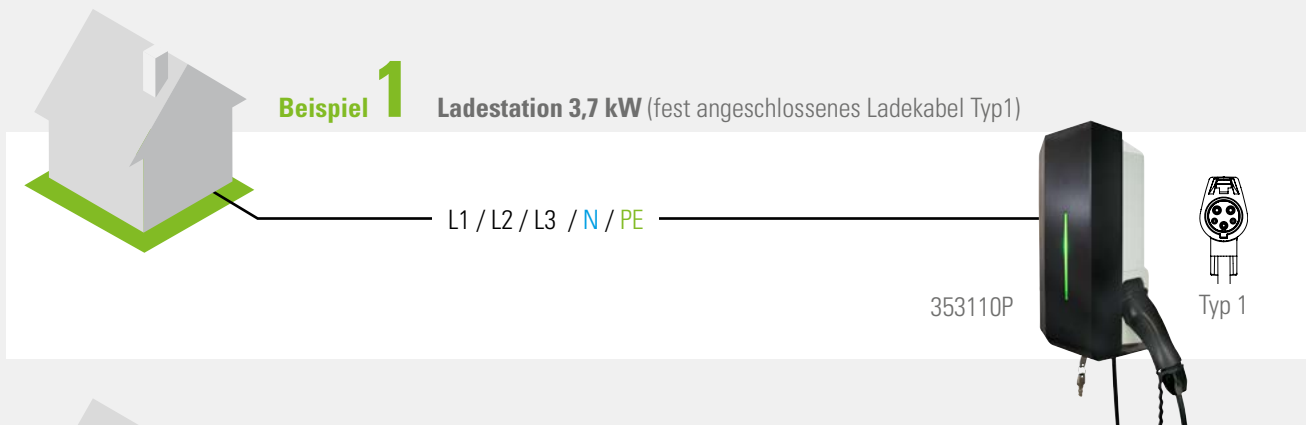 Beispiel 1 Ladestation 3,7 kW (fest angeschlossenes Ladekabel Typ1)
L1 / L2 / L3 / N / PE
353110P
Typ 1